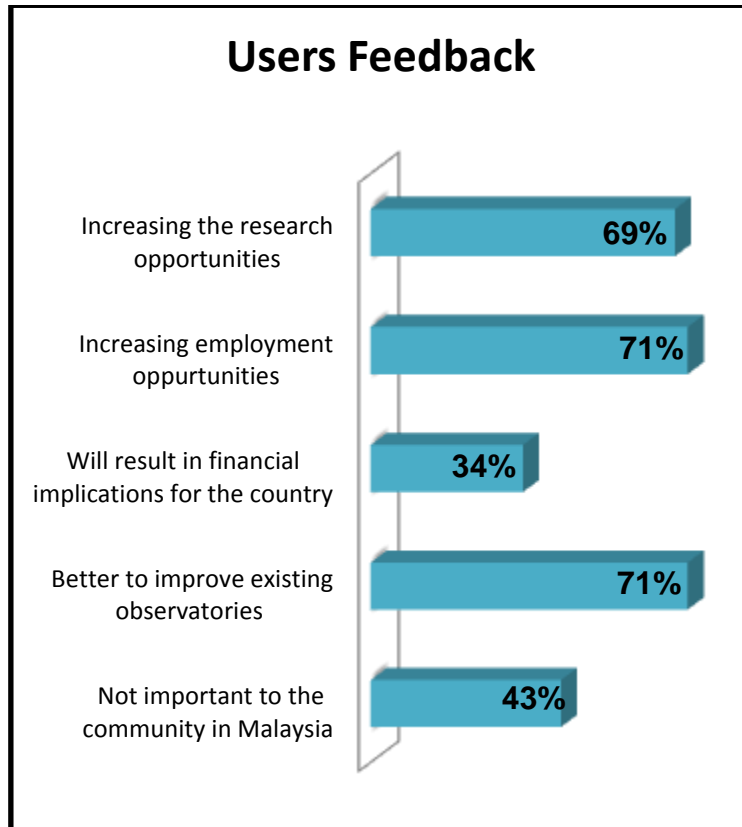 Users Feedback
Increasing the research
opportunities
69%
Increasing employment
oppurtunities
71%
Will result in financial
implications for the country
34%
Better to improve existing
observatories
71%
Not important to the
community in Malaysia
43%